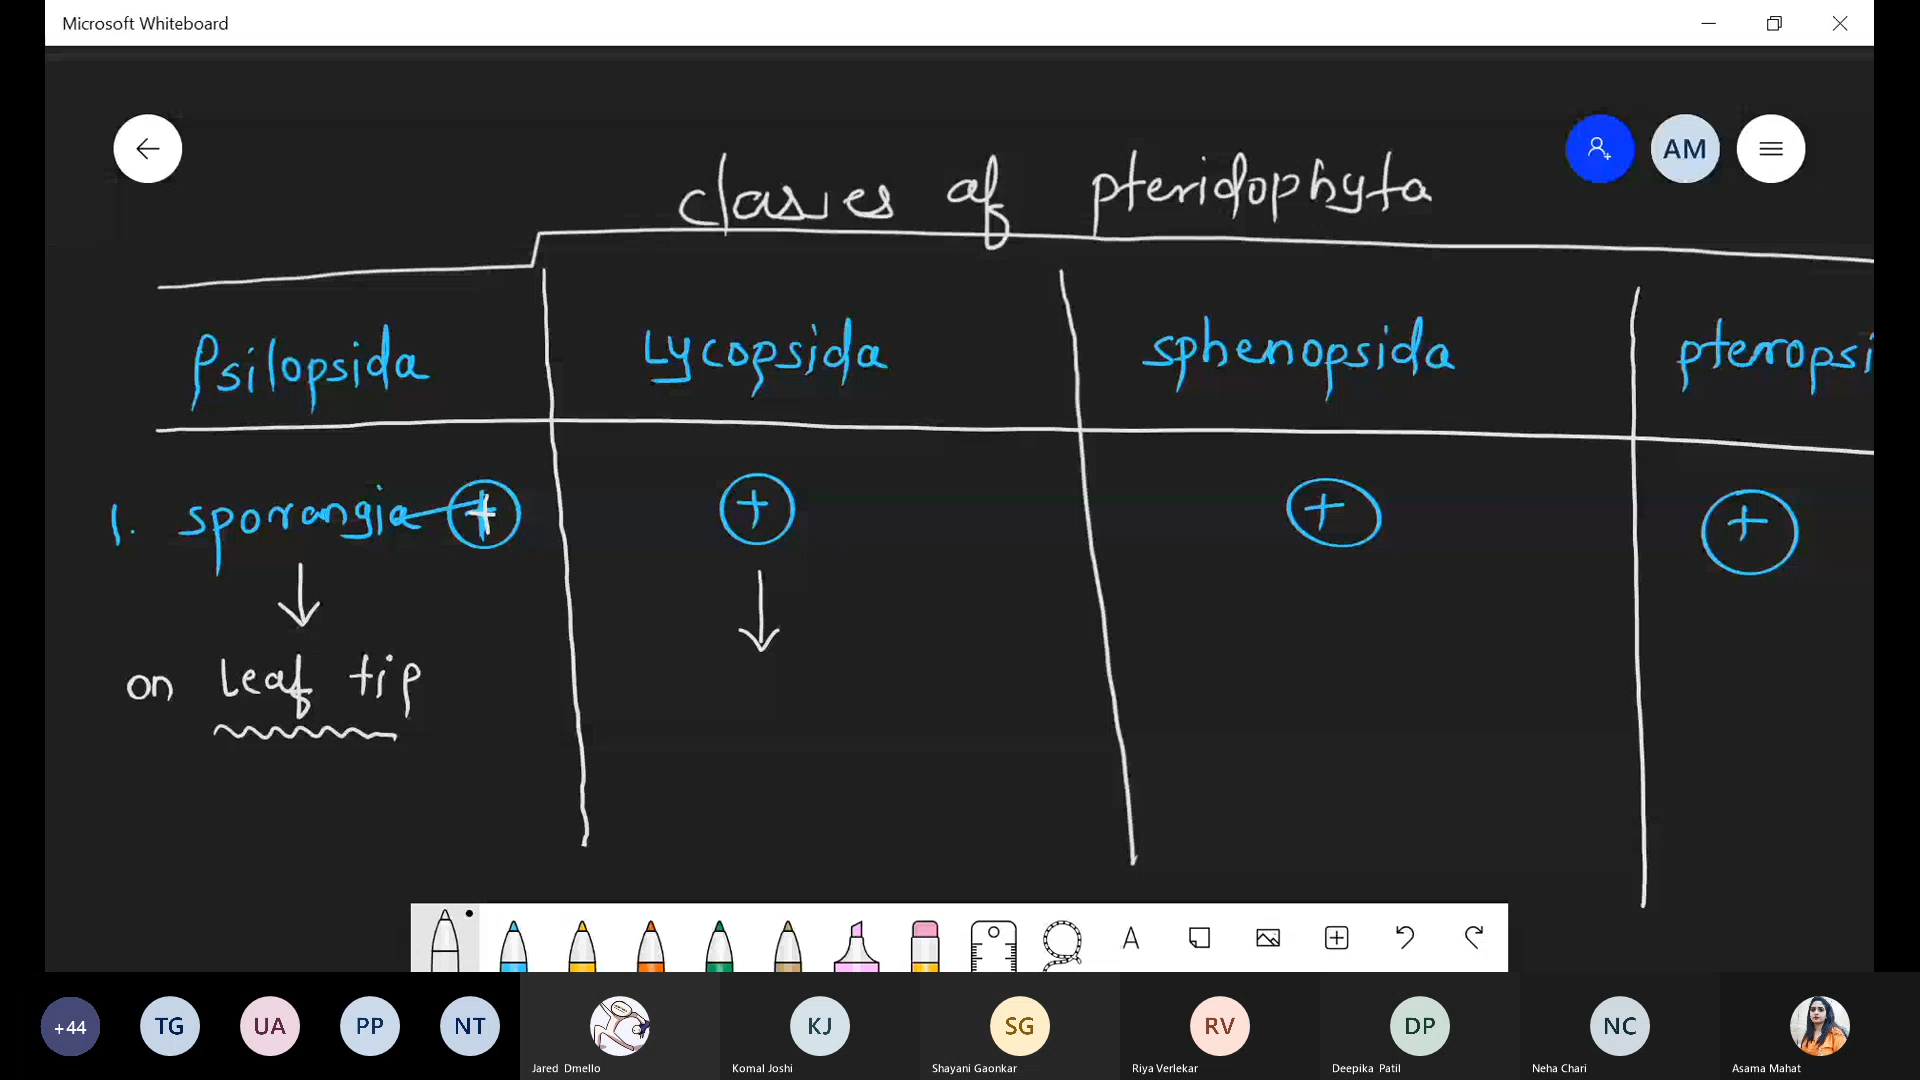 Microsoft Whiteboard
AM
classes of pteridophyta
Psilopsida Lycopsida sphenopsida pteropsi
1. sporangia + + + +
on leaf tip
A
+44 TG UA PP NT KJ SG RV DP NC
Jared Dmello Komal Joshi Shayani Gaonkar Riya Verlekar Deepika Patil Neha Chari Asama Mahat